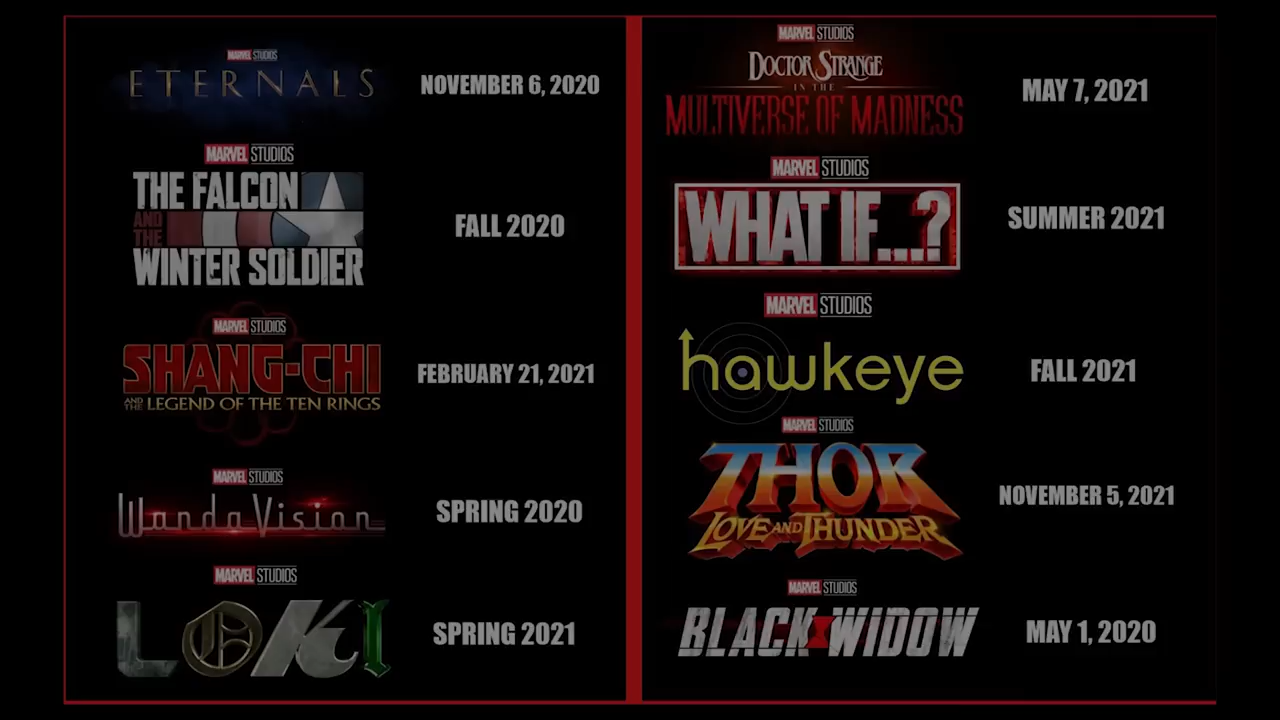 MARVEL STUDIOS
ETERNALS
NOVEMBER 6, 2020
MARVEL STUDIOS
THE FALCON
AND THE
WINTER SOLDIER
FALL 2020
MARVEL STUDIOS
SHANG-CHI
AND THE LEGEND OF THE TEN RINGS
FEBRUARY 21, 2021
MARVEL STUDIOS
WandaVision
SPRING 2020
MARVEL STUDIOS
LOKI
SPRING 2021
MARVEL STUDIOS
DOCTOR STRANGE
IN THE
MULTIVERSE OF MADNESS
MAY 7, 2021
MARVEL STUDIOS
WHAT IF...?
SUMMER 2021
MARVEL STUDIOS
hawkeye
FALL 2021
MARVEL STUDIOS
THOR
LOVE AND THUNDER
NOVEMBER 5, 2021
MARVEL STUDIOS
BLACK WIDOW
MAY 1, 2020